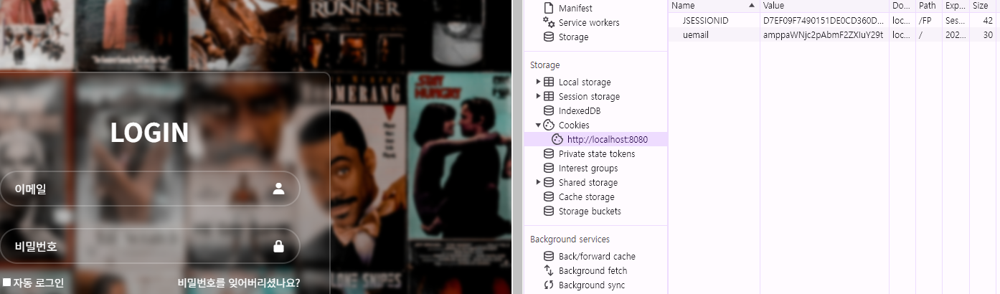 RUNNER
BOOMERANG
STAY
HUNGRY
LOGIN
이메일
비밀번호
자동 로그인
비밀번호를 잊어버리셨나요?
Manifest
Service workers
Storage
Storage
Local storage
Session storage
IndexedDB
Cookies
http://localhost:8080
Private state tokens
Interest groups
Shared storage
Cache storage
Storage buckets
Background services
Back/forward cache
Background fetch
Background sync
Name Value Do... Path Exp... Size
JSESSIONID D7EF09F7490151DE0CD360D... loc... /FP Ses... 42
uemail amppaWNjc2pAbmF2ZXIuY29t loc... / 202... 30